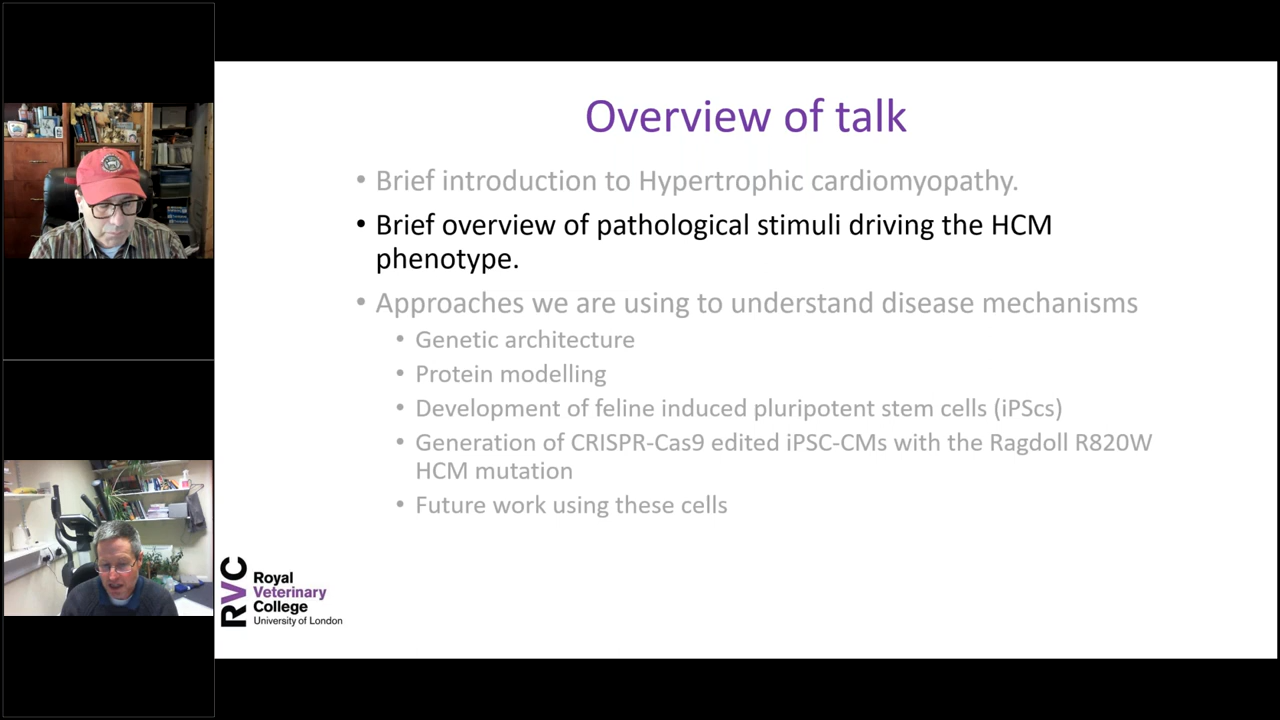 Overview of talk
• Brief introduction to Hypertrophic cardiomyopathy.
• Brief overview of pathological stimuli driving the HCM
phenotype.
• Approaches we are using to understand disease mechanisms
• Genetic architecture
• Protein modelling
• Development of feline induced pluripotent stem cells (iPScs)
• Generation of CRISPR-Cas9 edited iPSC-CMs with the Ragdoll R820W
HCM mutation
• Future work using these cells
RVC
Royal
Veterinary
College
University of London